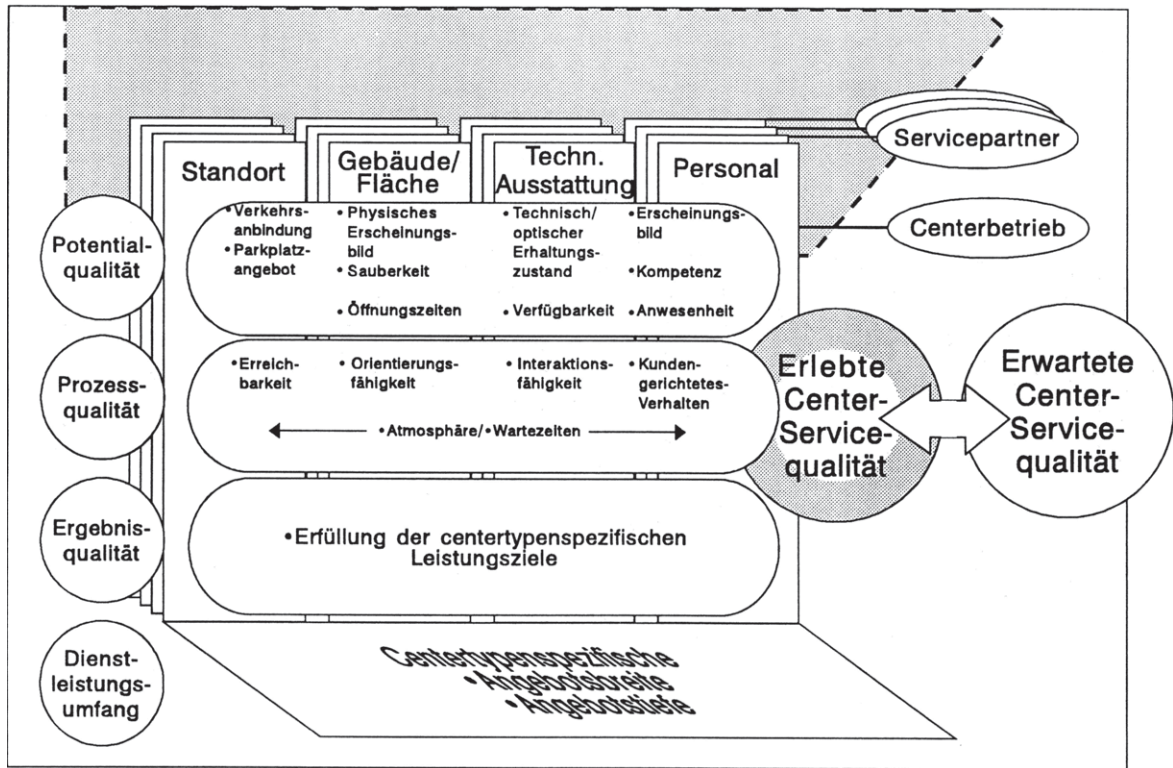 Servicepartner
Centerbetrieb
Standort
Gebäude/
Fläche
Techn.
Ausstattung
Personal
Potential-
qualität
•Verkehrs-
anbindung
•Parkplatz-
angebot
•Physisches
Erscheinungs-
bild
•Sauberkeit
•Öffnungszeiten
•Technisch/
optischer
Erhaltungs-
zustand
•Verfügbarkeit
•Erscheinungs-
bild
•Kompetenz
•Anwesenheit
Prozess-
qualität
•Erreich-
barkeit
•Orientierungs-
fähigkeit
•Interaktions-
fähigkeit
•Kunden-
gerichtetes-
Verhalten
•Atmosphäre/•Wartezeiten
Erlebte
Center-
Service-
qualität
Erwartete
Center-
Service-
qualität
Ergebnis-
qualität
•Erfüllung der centertypenspezifischen
Leistungsziele
Dienst-
leistungs-
umfang
Centertypenspezifische
•Angebotsbreite
•Angebotstiefe